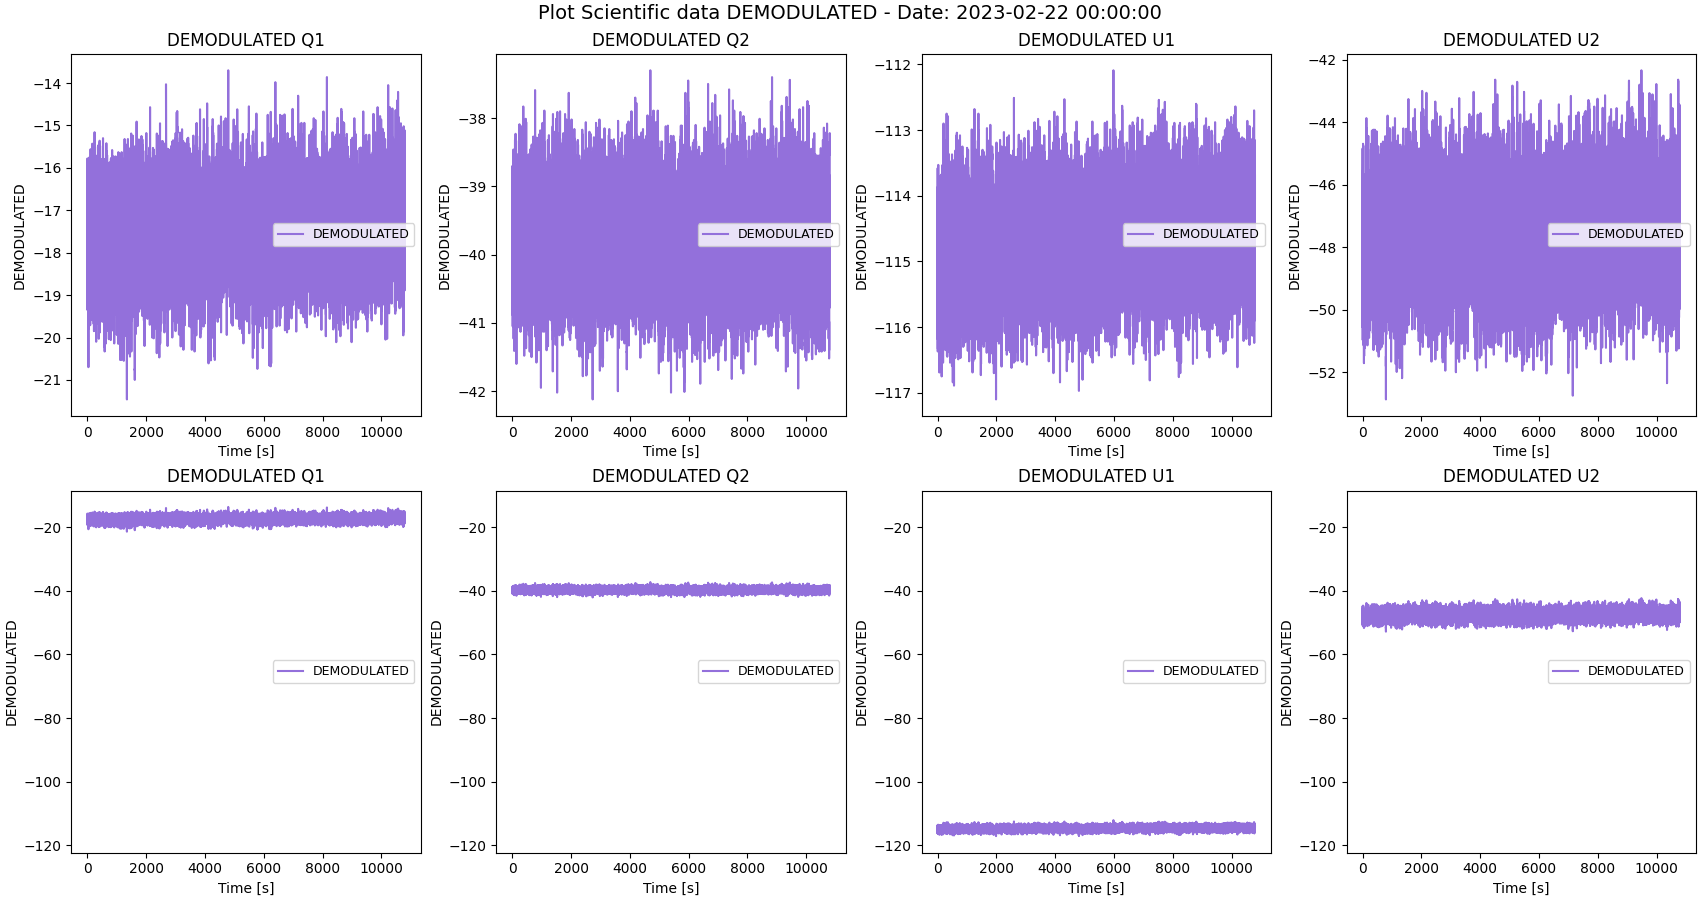 Plot Scientific data DEMODULATED - Date: 2023-02-22 00:00:00
DEMODULATED Q1
DEMODULATED
−14
−15
−16
−17
−18
−19
−20
−21
DEMODULATED
0 2000 4000 6000 8000 10000
Time [s]
DEMODULATED Q2
DEMODULATED
−38
−39
−40
−41
−42
DEMODULATED
0 2000 4000 6000 8000 10000
Time [s]
DEMODULATED U1
DEMODULATED
−112
−113
−114
−115
−116
−117
DEMODULATED
0 2000 4000 6000 8000 10000
Time [s]
DEMODULATED U2
DEMODULATED
−42
−44
−46
−48
−50
−52
DEMODULATED
0 2000 4000 6000 8000 10000
Time [s]
DEMODULATED Q1
DEMODULATED
−20
−40
−60
−80
−100
−120
DEMODULATED
0 2000 4000 6000 8000 10000
Time [s]
DEMODULATED Q2
DEMODULATED
−20
−40
−60
−80
−100
−120
DEMODULATED
0 2000 4000 6000 8000 10000
Time [s]
DEMODULATED U1
DEMODULATED
−20
−40
−60
−80
−100
−120
DEMODULATED
0 2000 4000 6000 8000 10000
Time [s]
DEMODULATED U2
DEMODULATED
−20
−40
−60
−80
−100
−120
DEMODULATED
0 2000 4000 6000 8000 10000
Time [s]